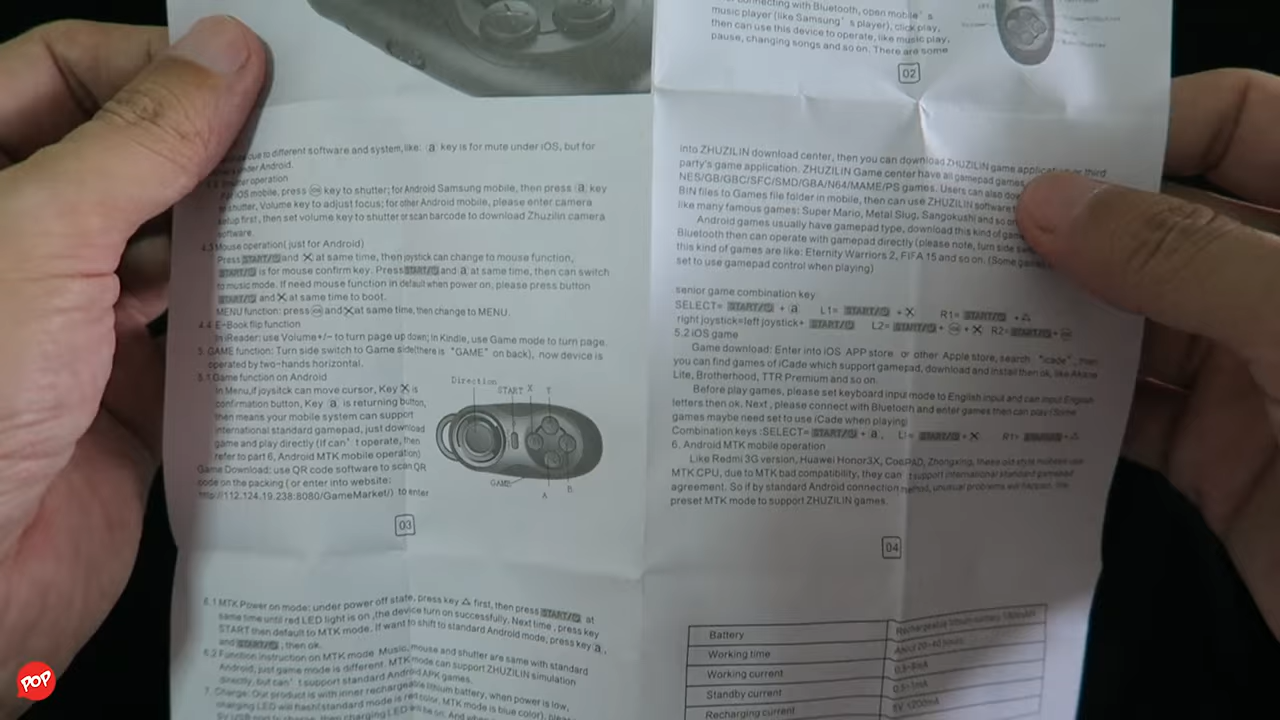 connecting with Bluetooth, open mobile's
music player (like Samsung's player), click play,
then can use this device to operate, like music play,
pause, changing songs and so on. There are some
02
due to different software and system, like: a key is for mute under iOS, but for
under Android.
operation
For iOS mobile, press key to shutter; for Android Samsung mobile, then press a key
shutter, Volume key to adjust focus; for other Android mobile, please enter camera
setup first, then set volume key to shutter or scan barcode to download Zhuzilin camera
software.
4.3 Mouse operation( just for Android)
Press START/ and X at same time, then joystick can change to mouse function,
START/ is for mouse confirm key. Press START/ and a at same time, then can switch
to music mode. If need mouse function in default when power on, please press button
START/ and X at same time to boot.
MENU function: press and X at same time, then change to MENU.
4.4 E-Book flip function
In iReader: use Volume+/- to turn page up down; In Kindle, use Game mode to turn page.
5. GAME function: Turn side switch to Game side(there is "GAME" on back), now device is
operated by two-hands horizontal.
5.1 Game function on Android
In Menu,if joysitck can move cursor, Key X is
confirmation button, Key a is returning button,
then means your mobile system can support
international standard gamepad, just download
game and play directly (if can't operate, then
refer to part 6, Android MTK mobile operation)
Game Download: use QR code software to scan QR
code on the packing ( or enter into website:
http://112.124.19.238:8080/GameMarket/) to enter
Direction
START X Y
GAME
A B
03
into ZHUZILIN download center, then you can download ZHUZILIN game application or third
party's game application. ZHUZILIN Game center have all gamepad games
NES/GB/GBC/SFC/SMD/GBA/N64/MAME/PS games. Users can also
BIN files to Games file folder in mobile, then can use ZHUZILIN software
like many famous games: Super Mario, Metal Slug, Sangokushi and so on
Android games usually have gamepad type, download this kind of game
Bluetooth then can operate with gamepad directly (please note, turn side
this kind of games are like: Eternity Warriors 2, FIFA 15 and so on. (Some games
set to use gamepad control when playing)
senior game combination key
SELECT= START/ + a L1= START/ + X R1= START/ + △
right joystick=left joystick+ START/ L2= START/ + + X R2= START/ +
5.2 iOS game
Game download: Enter into iOS APP store or other Apple store, search "icade", then
you can find games of iCade which support gamepad, download and install then ok, like Akane
Lite, Brotherhood, TTR Premium and so on.
Before play games, please set keyboard input mode to English input and can input English
letters then ok. Next , please connect with Bluetooth and enter games then can play(Some
games maybe need set to use iCade when playing)
Combination keys :SELECT= START/ + a , L1= START/ + X R1= START/ + △
6. Android MTK mobile operation
Like Redmi 3G version, Huawei Honor3X, CoolPAD, Zhongxing, these old style mobiles use
MTK CPU, due to MTK bad compatibility, they can't support international standard gamepad
agreement. So if by standard Android connection method, unusual problems will happen. We
preset MTK mode to support ZHUZILIN games.
04
6.1 MTK Power on mode: under power off state, press key △ first, then press START/ at
same time until red LED light is on ,the device turn on successfully. Next time , press key
START then default to MTK mode. If want to shift to standard Android mode, press key a ,
and START/ , then ok.
6.2 Function instruction on MTK mode Music, mouse and shutter are same with standard
Android, just game mode is different. MTK mode can support ZHUZILIN simulation
directly, but can't support standard Android APK games.
7. Charge: Our product is with inner rechargeable lithium battery, when power is low,
charging LED will flash( standard mode is red color, MTK mode is blue color),
Battery
Working time About 20~40 hours
Working current
Standby current
Recharging current 5V <200mA
POP